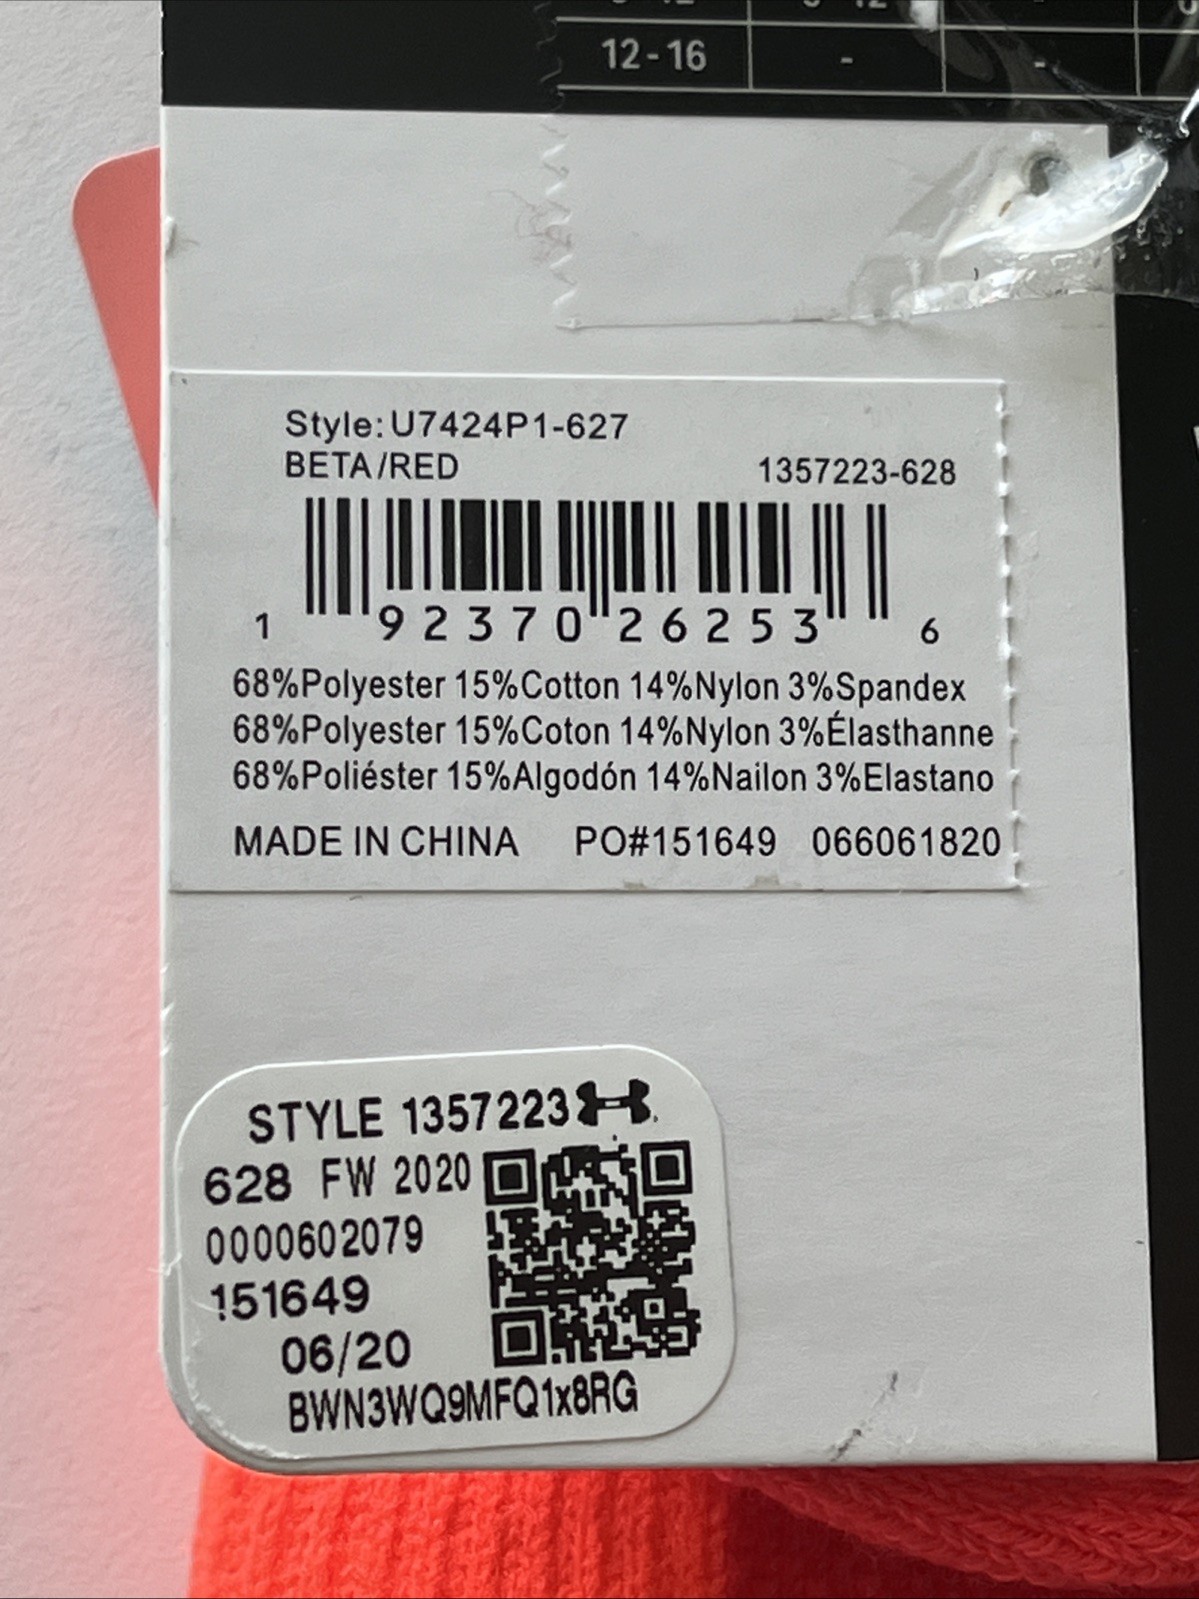 12-16 - -
Style:U7424P1-627
BETA/RED 1357223-628
1 92370 26253 6
68%Polyester 15%Cotton 14%Nylon 3%Spandex
68%Polyester 15%Coton 14%Nylon 3%Élasthanne
68%Poliéster 15%Algodón 14%Nailon 3%Elastano
MADE IN CHINA PO#151649 066061820
STYLE 1357223
628 FW 2020
0000602079
151649
06/20
BWN3WQ9MFQ1x8RG